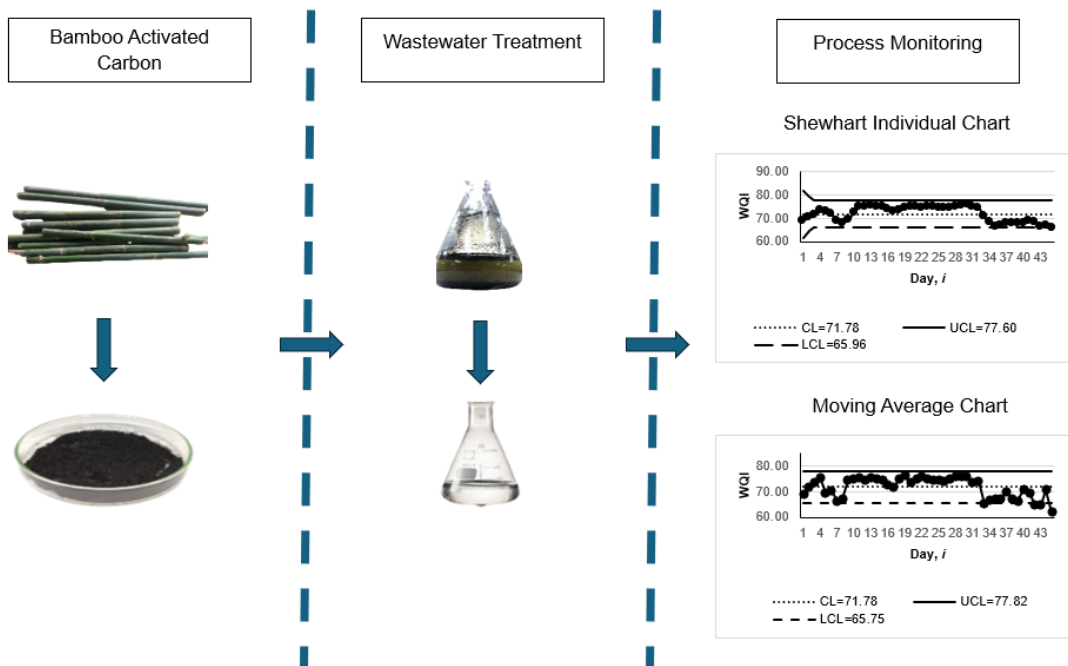 Bamboo Activated
Carbon
Wastewater Treatment
Process Monitoring
Shewhart Individual Chart
90.00
80.00
70.00
60.00
WQI
1 4 7 10 13 16 19 22 25 28 31 34 37 40 43
Day, i
CL=71.78 UCL=77.60
LCL=65.96
Moving Average Chart
80.00
70.00
60.00
WQI
1 4 7 10 13 16 19 22 25 28 31 34 37 40 43
Day, i
CL=71.78 UCL=77.82
LCL=65.75